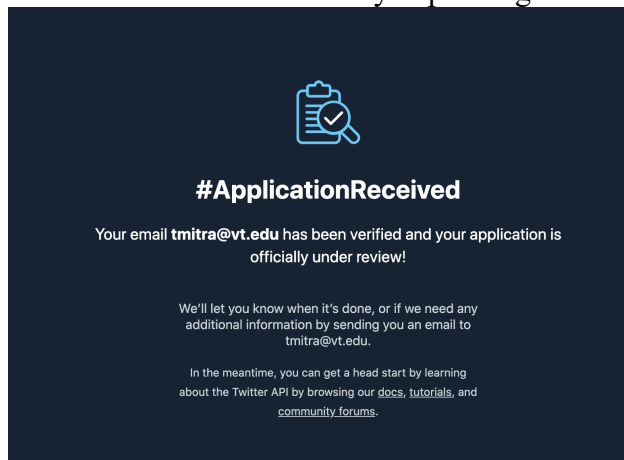 #ApplicationReceived
Your email tmitra@vt.edu has been verified and your application is
officially under review!
We'll let you know when it's done, or if we need any
additional information by sending you an email to
tmitra@vt.edu.
In the meantime, you can get a head start by learning
about the Twitter API by browsing our docs, tutorials, and
community forums.